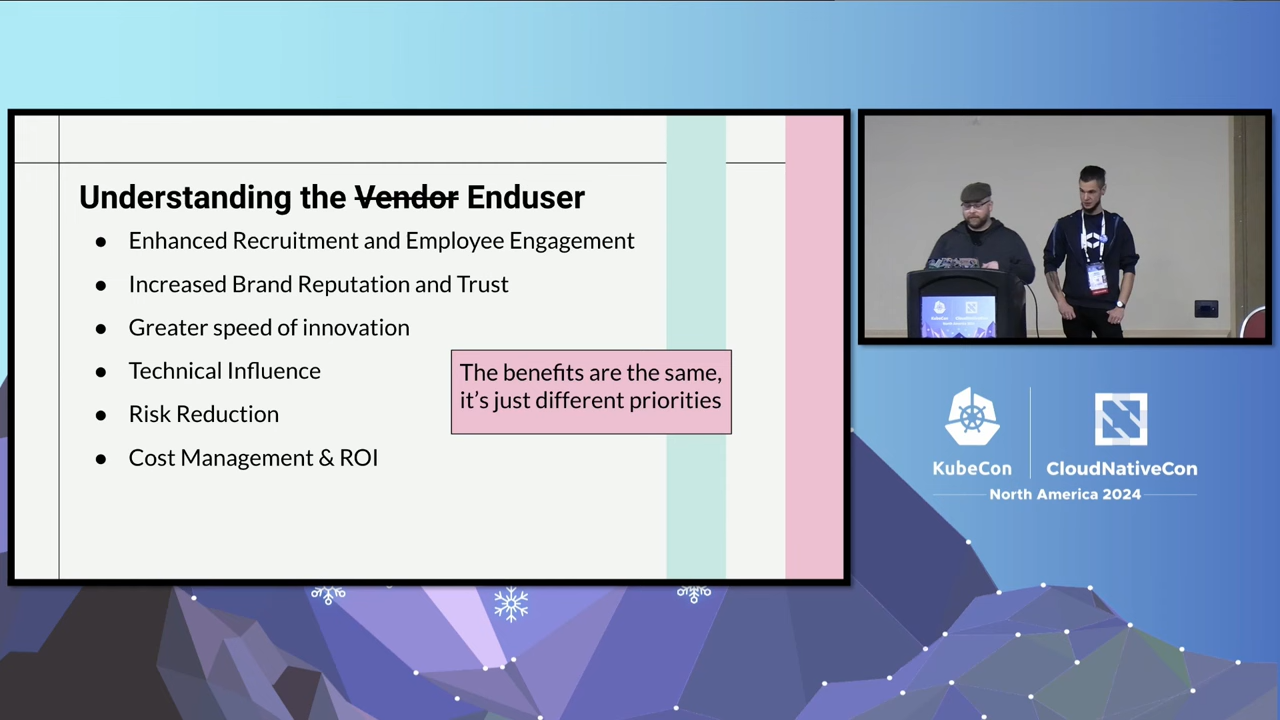 Understanding the Vendor Enduser
● Enhanced Recruitment and Employee Engagement
● Increased Brand Reputation and Trust
● Greater speed of innovation
● Technical Influence
● Risk Reduction
● Cost Management & ROI
The benefits are the same,
it's just different priorities
KubeCon
CloudNativeCon
North America 2024
KubeCon
CloudNativeCon